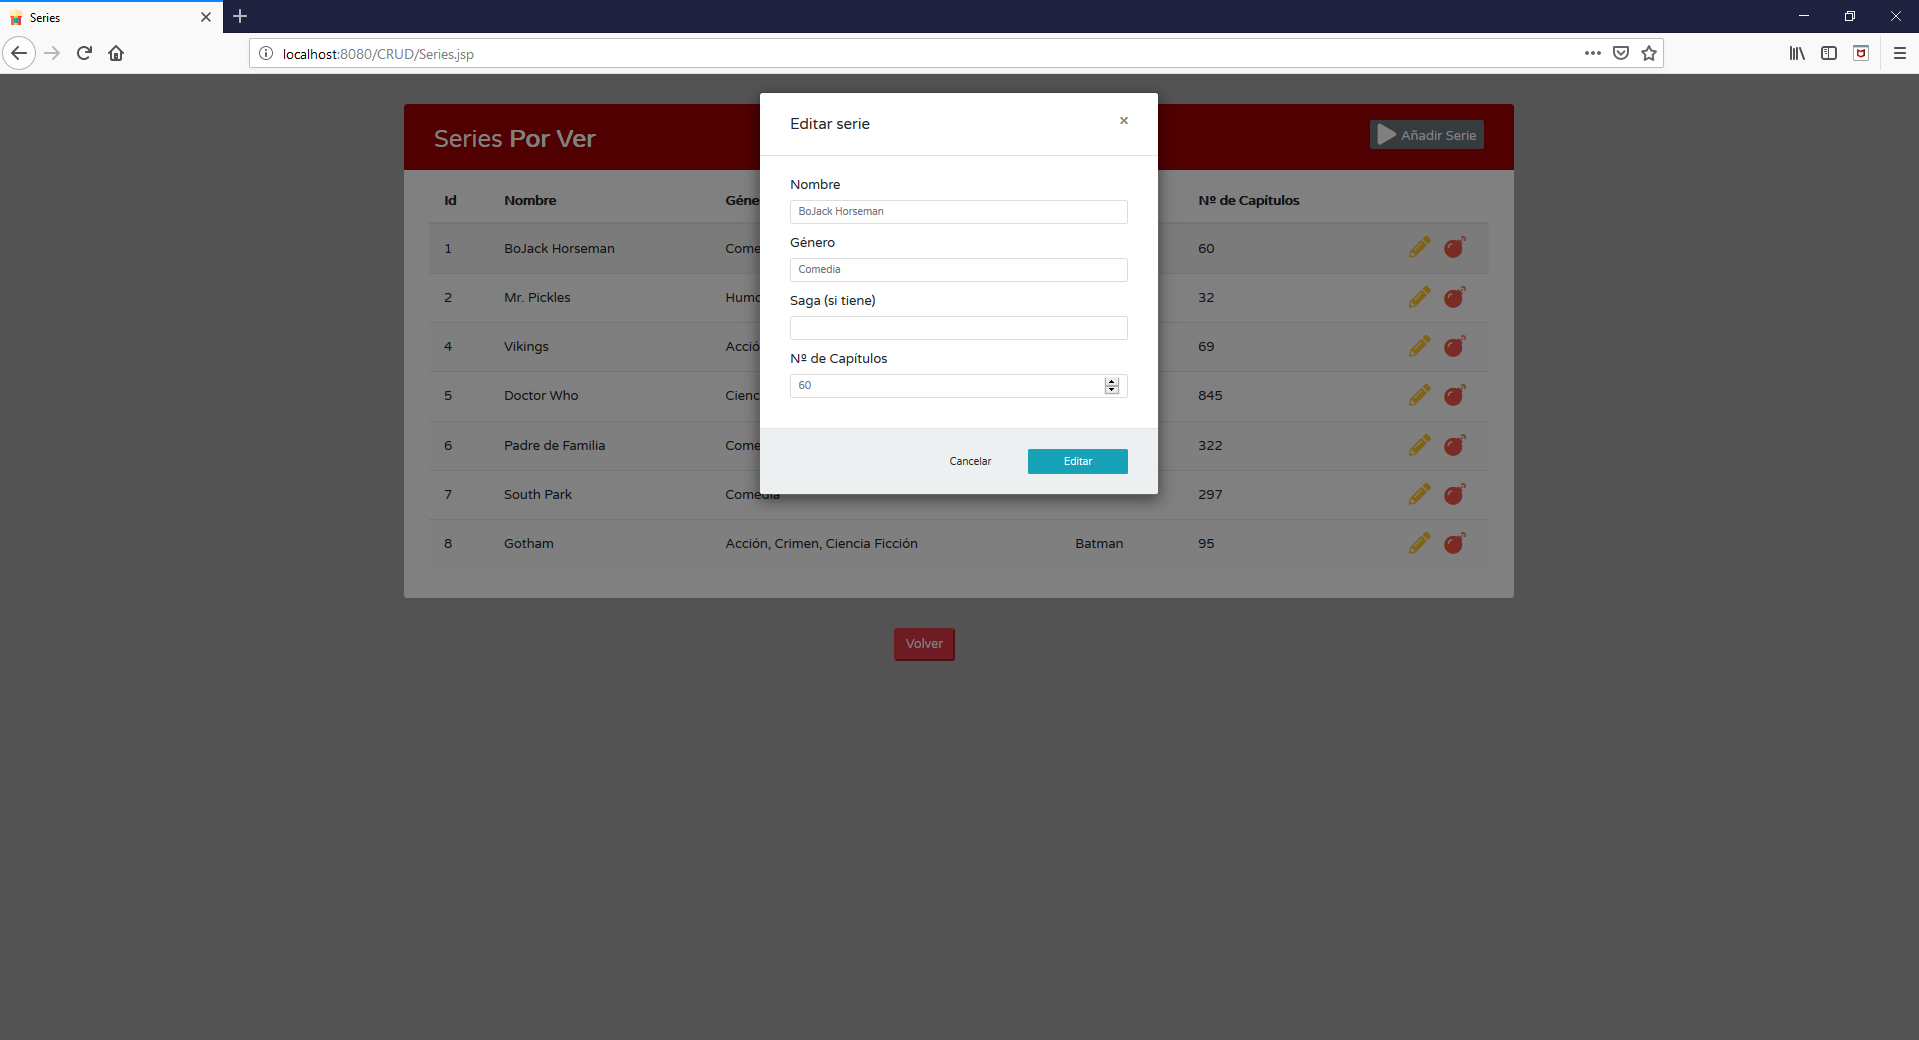 Series
localhost:8080/CRUD/Series.jsp
Series Por Ver
Añadir Serie
Editar serie
×
Nombre
BoJack Horseman
Género
Comedia
Saga (si tiene)
Nº de Capítulos
60
Cancelar
Editar
Id Nombre Géne Nº de Capítulos
1 BoJack Horseman Come 60
2 Mr. Pickles Humo 32
4 Vikings Acció 69
5 Doctor Who Cienc 845
6 Padre de Familia Come 322
7 South Park Comedia 297
8 Gotham Acción, Crimen, Ciencia Ficción Batman 95
Volver